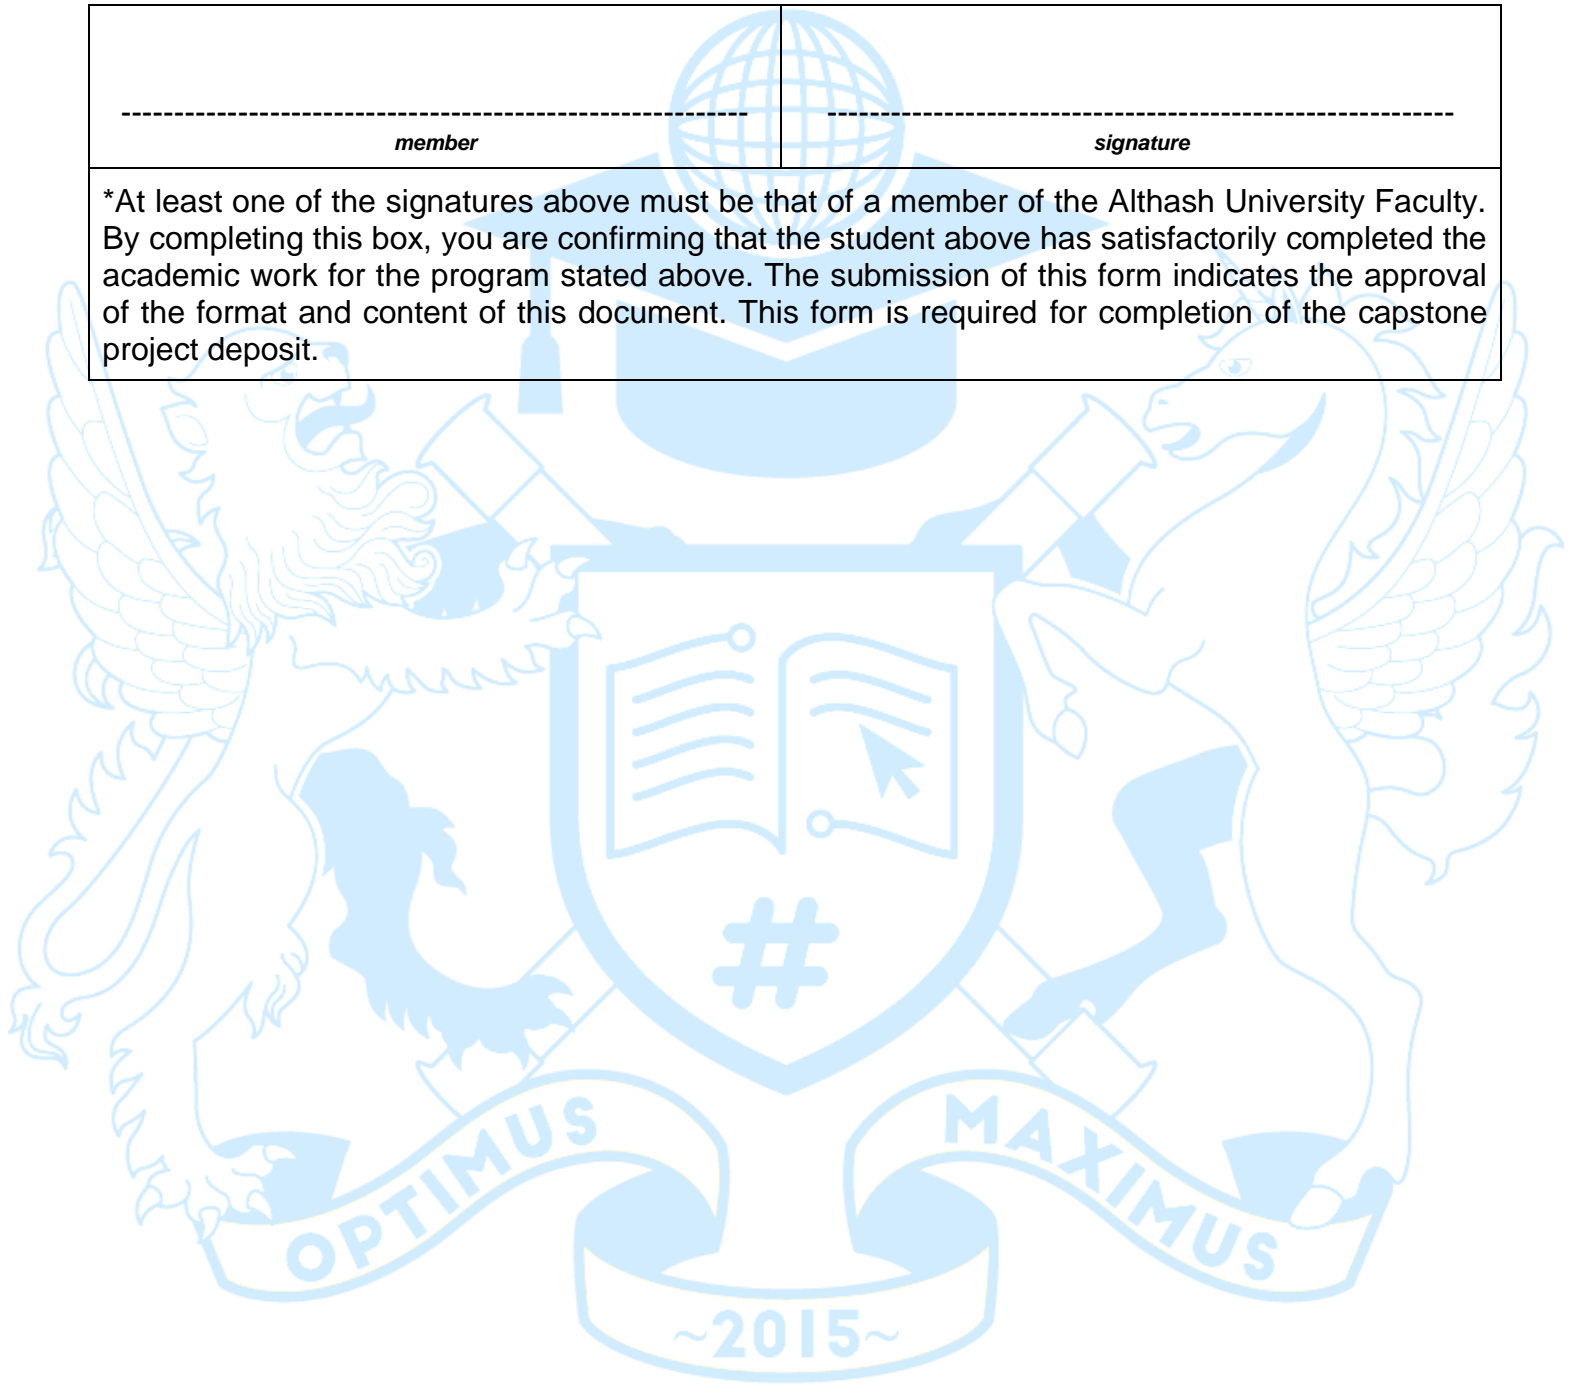 ------------------------------------------------------------ ------------------------------------------------------------
member signature
*At least one of the signatures above must be that of a member of the Althash University Faculty.
By completing this box, you are confirming that the student above has satisfactorily completed the
academic work for the program stated above. The submission of this form indicates the approval
of the format and content of this document. This form is required for completion of the capstone
project deposit.
#
OPTIMUS MAXIMUS
~2015~